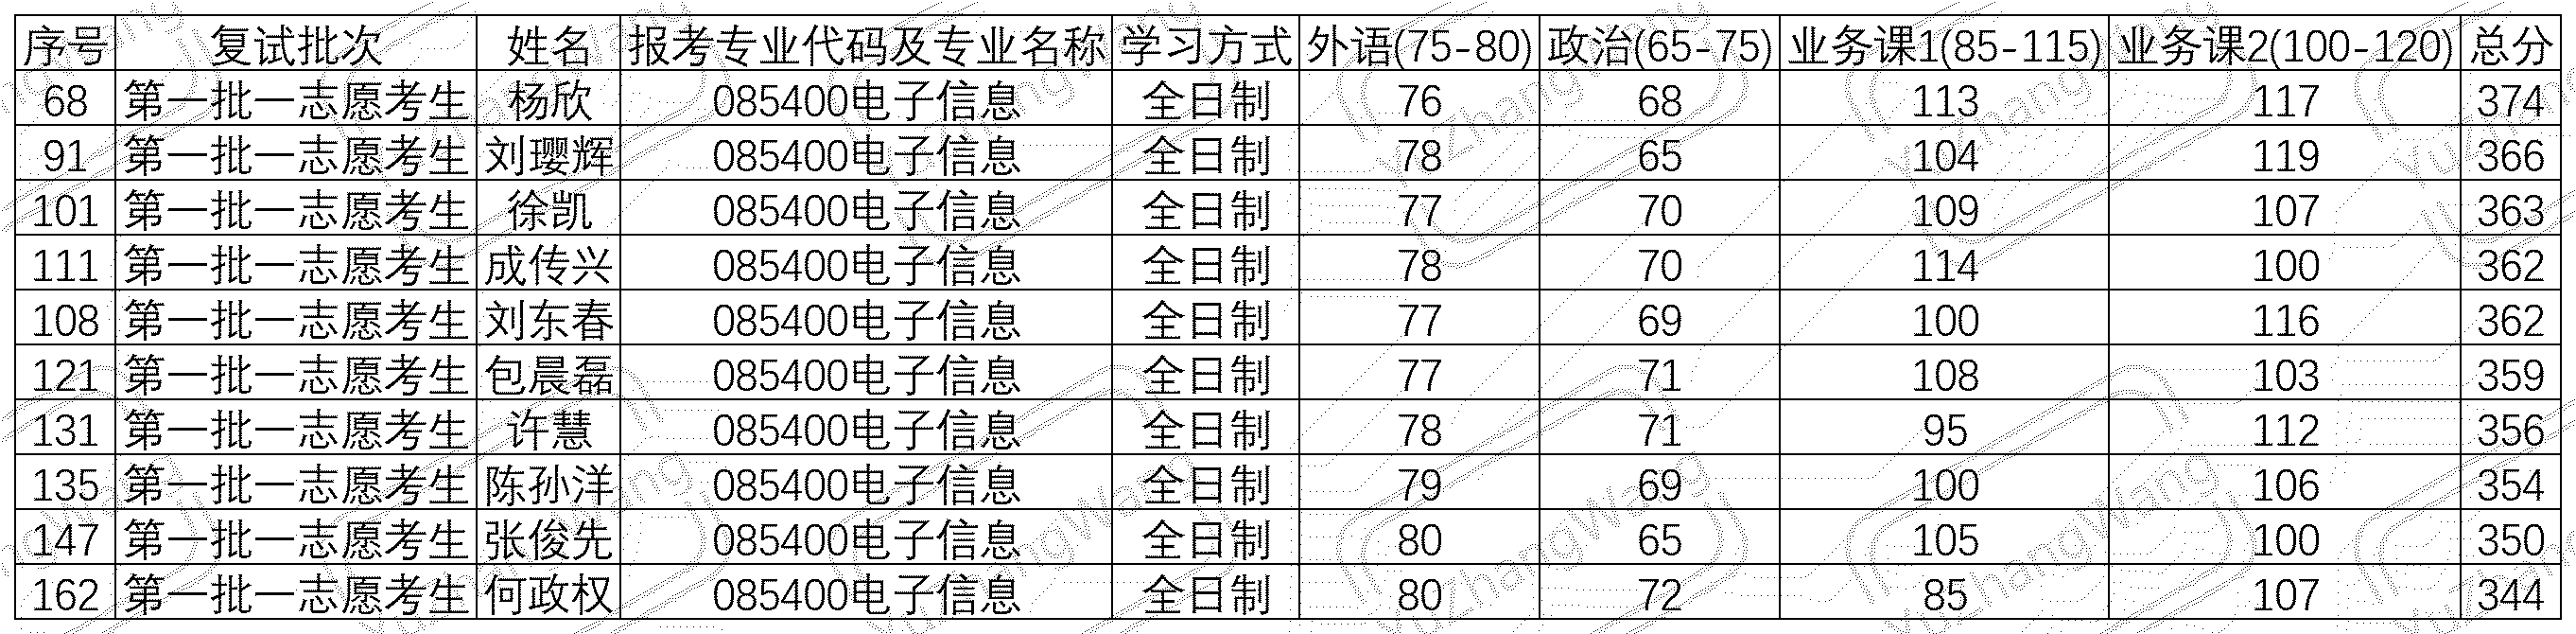 序号 复试批次 姓名 报考专业代码及专业名称 学习方式 外语(75-80) 政治(65-75) 业务课1(85-115) 业务课2(100-120) 总分
68 第一批一志愿考生 杨欣 085400电子信息 全日制 76 68 113 117 374
91 第一批一志愿考生 刘璎辉 085400电子信息 全日制 78 65 104 119 366
101 第一批一志愿考生 徐凯 085400电子信息 全日制 77 70 109 107 363
111 第一批一志愿考生 成传兴 085400电子信息 全日制 78 70 114 100 362
108 第一批一志愿考生 刘东春 085400电子信息 全日制 77 69 100 116 362
121 第一批一志愿考生 包晨磊 085400电子信息 全日制 77 71 108 103 359
131 第一批一志愿考生 许慧 085400电子信息 全日制 78 71 95 112 356
135 第一批一志愿考生 陈孙洋 085400电子信息 全日制 79 69 100 106 354
147 第一批一志愿考生 张俊先 085400电子信息 全日制 80 65 105 100 350
162 第一批一志愿考生 何政权 085400电子信息 全日制 80 72 85 107 344